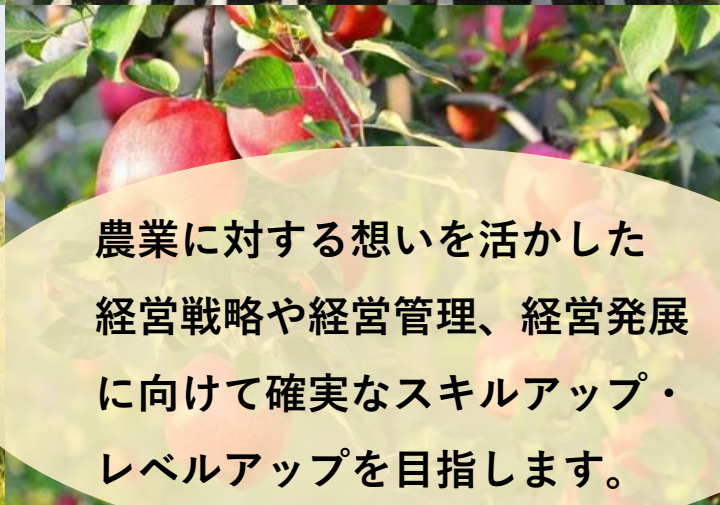 農業に対する想いを活かした
経営戦略や経営管理、経営発展
に向けて確実なスキルアップ・
レベルアップを目指します。